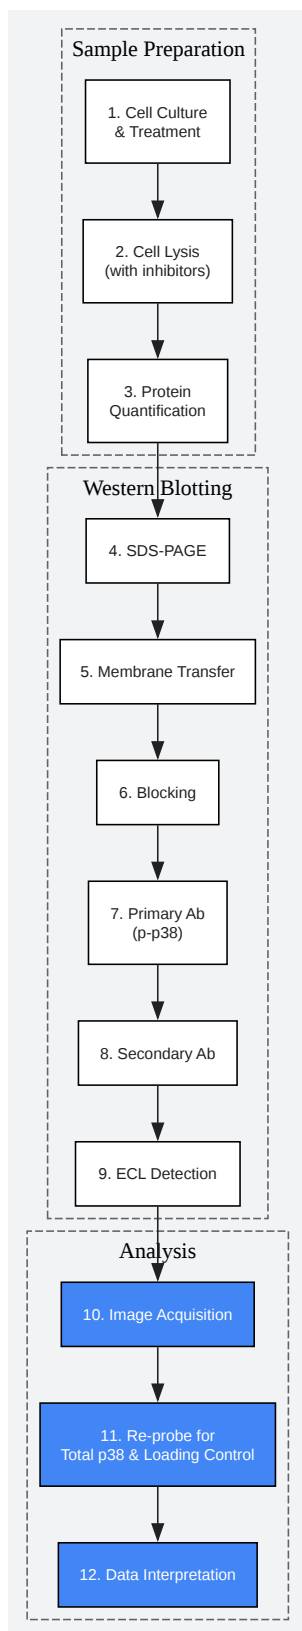 Sample Preparation
1. Cell Culture
& Treatment
2. Cell Lysis
(with inhibitors)
3. Protein
Quantification
Western Blotting
4. SDS-PAGE
5. Membrane Transfer
6. Blocking
7. Primary Ab
(p-p38)
8. Secondary Ab
9. ECL Detection
Analysis
10. Image Acquisition
11. Re-probe for
Total p38 & Loading Control
12. Data Interpretation